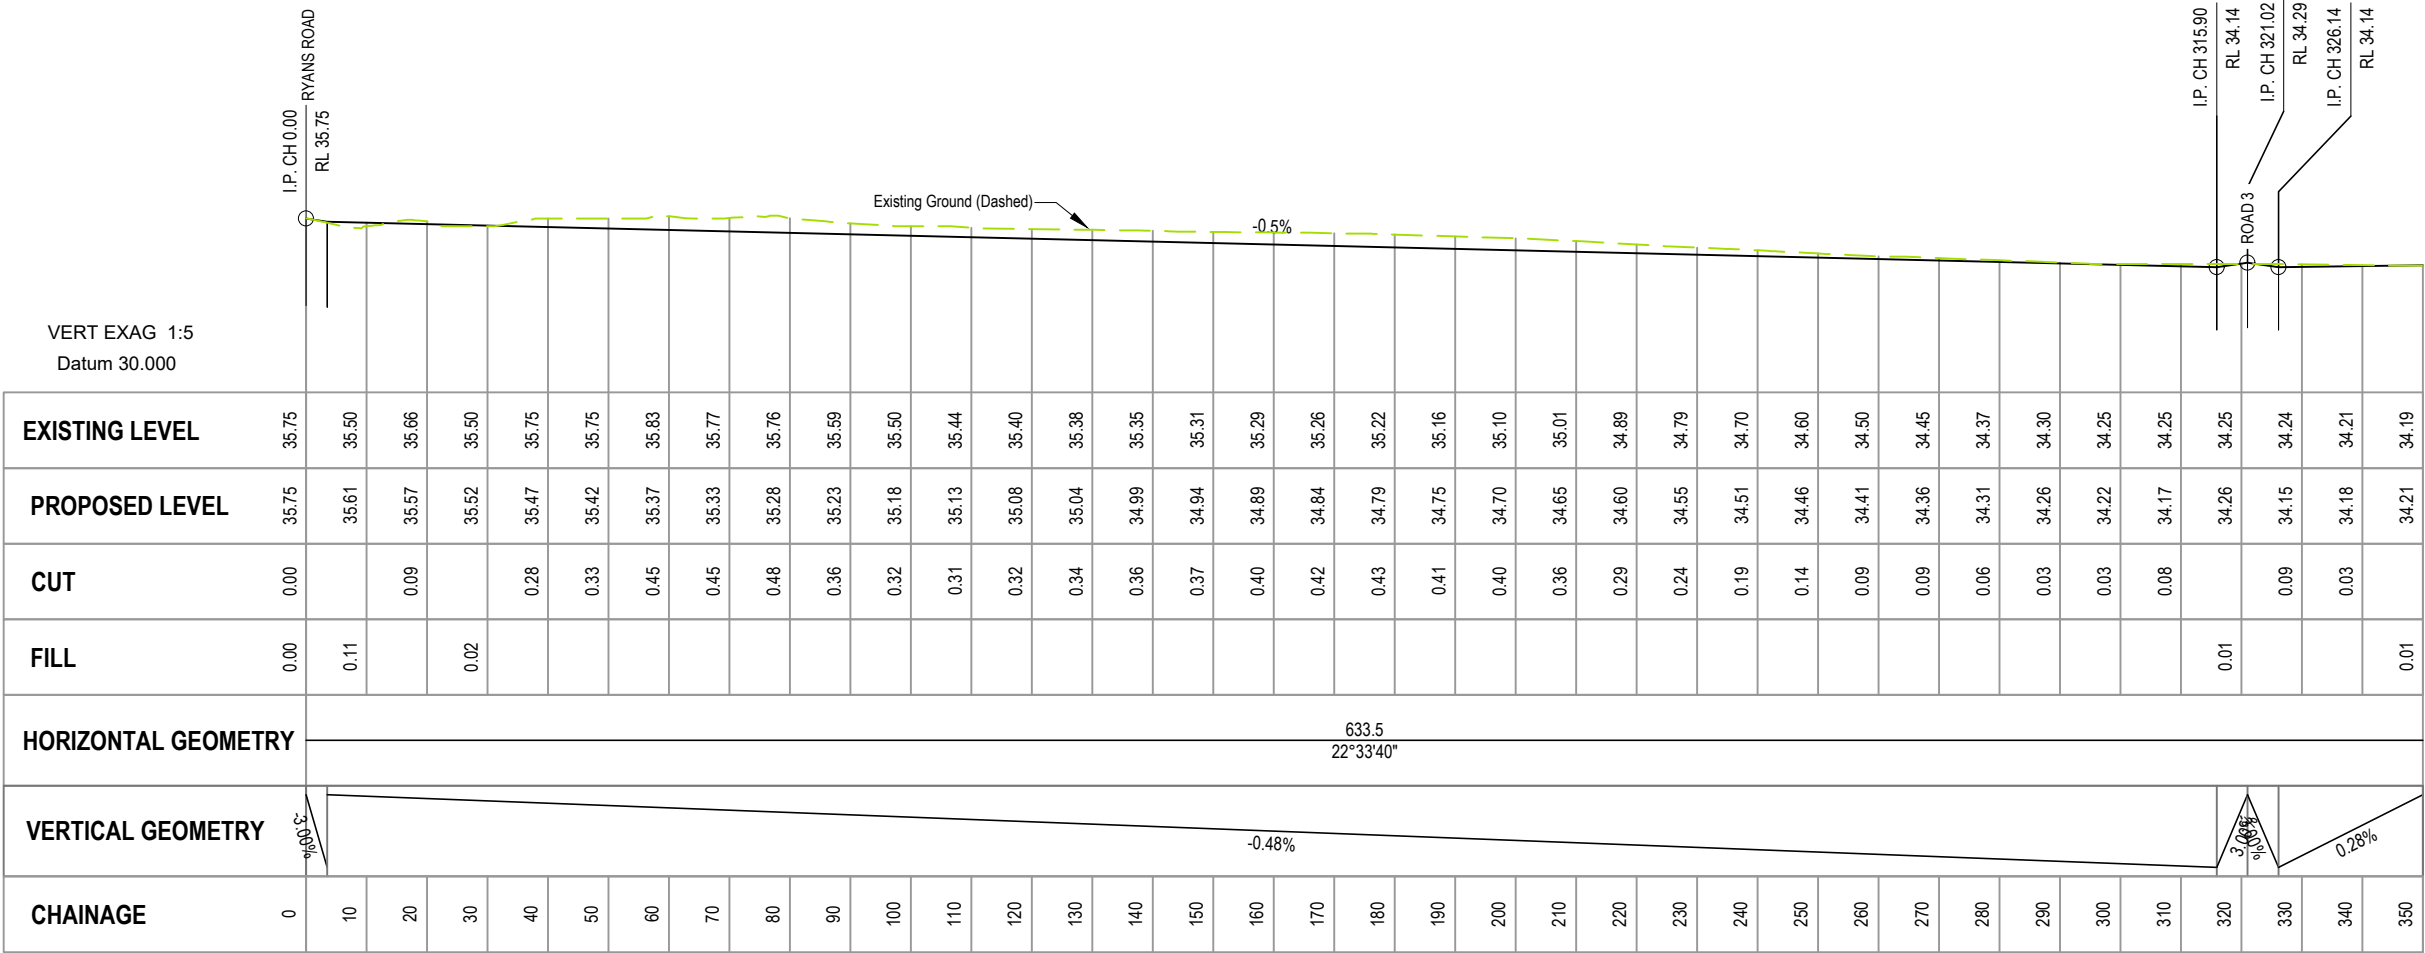 I.P. CH 0.00
RYANS ROAD
RL 35.75
Existing Ground (Dashed)
-0.5%
I.P. CH 315.90
RL 34.14
I.P. CH 321.02
RL 34.29
ROAD 3
I.P. CH 326.14
RL 34.14
VERT EXAG 1:5
Datum 30.000
EXISTING LEVEL 35.75 35.50 35.66 35.50 35.75 35.75 35.83 35.77 35.76 35.59 35.50 35.44 35.40 35.38 35.35 35.31 35.29 35.26 35.22 35.16 35.10 35.01 34.89 34.79 34.70 34.60 34.50 34.45 34.37 34.30 34.25 34.25 34.25 34.24 34.21 34.19
PROPOSED LEVEL 35.75 35.61 35.57 35.52 35.47 35.42 35.37 35.33 35.28 35.23 35.18 35.13 35.08 35.04 34.99 34.94 34.89 34.84 34.79 34.75 34.70 34.65 34.60 34.55 34.51 34.46 34.41 34.36 34.31 34.26 34.22 34.17 34.26 34.15 34.18 34.21
CUT 0.00 0.09 0.28 0.33 0.45 0.45 0.48 0.36 0.32 0.31 0.32 0.34 0.36 0.37 0.40 0.42 0.43 0.41 0.40 0.36 0.29 0.24 0.19 0.14 0.09 0.09 0.06 0.03 0.03 0.08 0.09 0.03
FILL 0.00 0.11 0.02 0.01 0.01
HORIZONTAL GEOMETRY
633.5
22°33'40"
VERTICAL GEOMETRY
-3.00%
-0.48%
0.28%
CHAINAGE 0 10 20 30 40 50 60 70 80 90 100 110 120 130 140 150 160 170 180 190 200 210 220 230 240 250 260 270 280 290 300 310 320 330 340 350